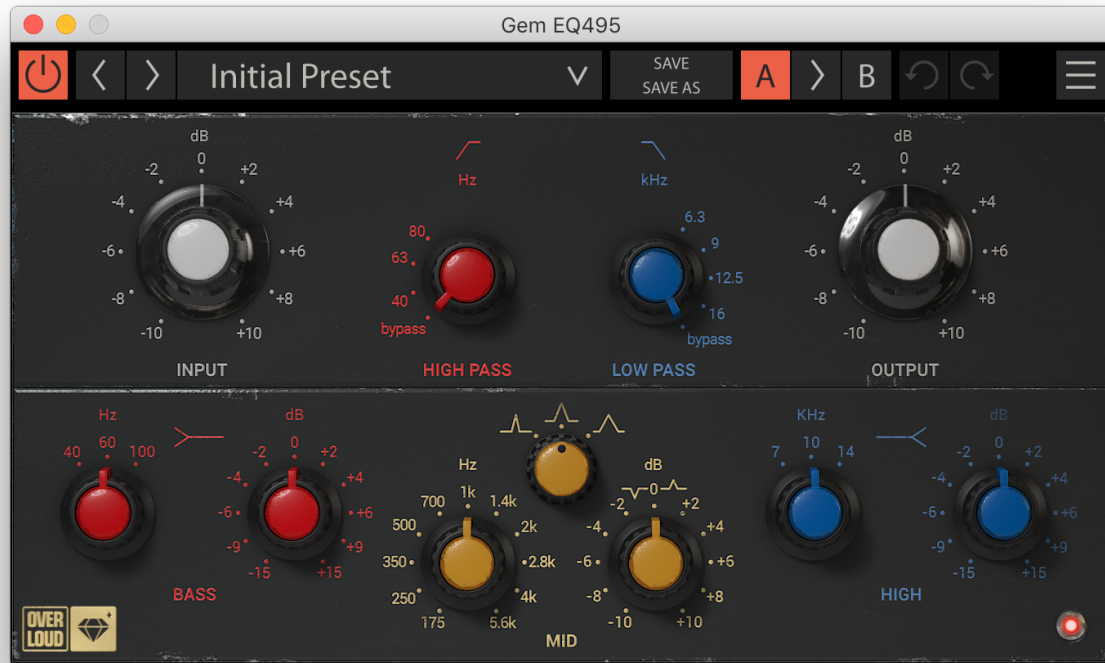 Gem EQ495
Initial Preset
SAVE
SAVE AS
A
B
dB
-10 -8 -6 -4 -2 0 +2 +4 +6 +8 +10
INPUT
Hz
80
63
40
bypass
HIGH PASS
kHz
6.3
9
12.5
16
bypass
LOW PASS
dB
-10 -8 -6 -4 -2 0 +2 +4 +6 +8 +10
OUTPUT
Hz
40 60 100
dB
-15 -9 -6 -4 -2 0 +2 +4 +6 +9 +15
BASS
Hz
175 250 350 500 700 1k 1.4k 2k 2.8k 4k 5.6k
dB
-10 -8 -6 -4 -2 0 +2 +4 +6 +8 +10
MID
KHz
7 10 14
dB
-15 -9 -6 -4 -2 0 +2 +4 +6 +9 +15
HIGH
OVER
LOUD